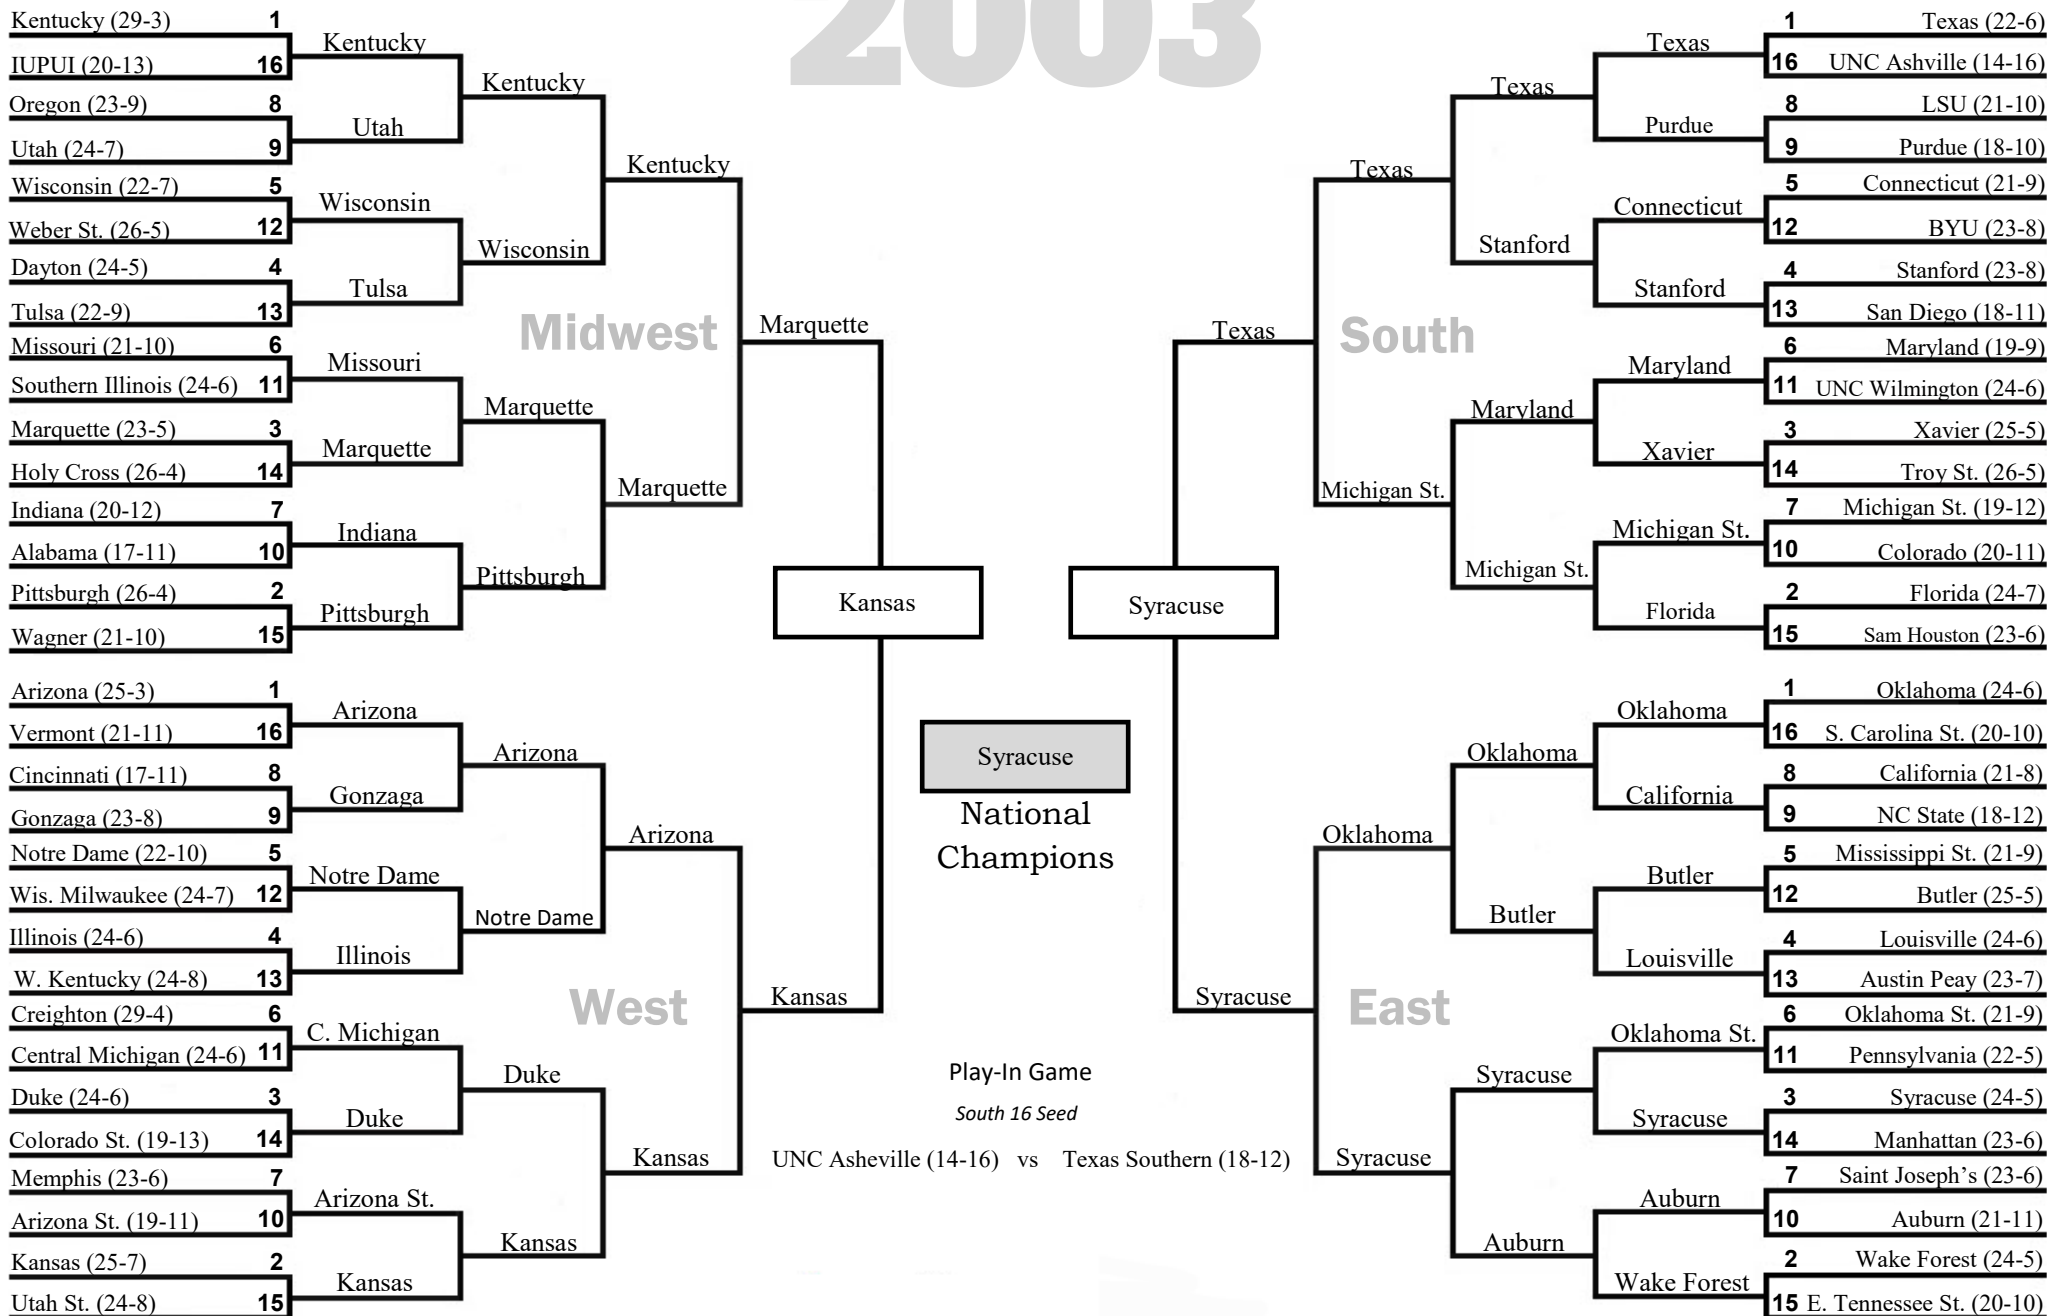 2003
Kentucky (29-3) 1
IUPUI (20-13) 16
Oregon (23-9) 8
Utah (24-7) 9
Wisconsin (22-7) 5
Weber St. (26-5) 12
Dayton (24-5) 4
Tulsa (22-9) 13
Missouri (21-10) 6
Southern Illinois (24-6) 11
Marquette (23-5) 3
Holy Cross (26-4) 14
Indiana (20-12) 7
Alabama (17-11) 10
Pittsburgh (26-4) 2
Wagner (21-10) 15
Kentucky
Utah
Wisconsin
Tulsa
Missouri
Marquette
Indiana
Pittsburgh
Kentucky
Wisconsin
Marquette
Pittsburgh
Kentucky
Marquette
Midwest
Marquette
Arizona (25-3) 1
Vermont (21-11) 16
Cincinnati (17-11) 8
Gonzaga (23-8) 9
Notre Dame (22-10) 5
Wis. Milwaukee (24-7) 12
Illinois (24-6) 4
W. Kentucky (24-8) 13
Creighton (29-4) 6
Central Michigan (24-6) 11
Duke (24-6) 3
Colorado St. (19-13) 14
Memphis (23-6) 7
Arizona St. (19-11) 10
Kansas (25-7) 2
Utah St. (24-8) 15
Arizona
Gonzaga
Notre Dame
Illinois
C. Michigan
Duke
Arizona St.
Kansas
Arizona
Notre Dame
Duke
Kansas
Arizona
Kansas
West
Kansas
Kansas
Syracuse
Syracuse
National
Champions
Play-In Game
South 16 Seed
UNC Asheville (14-16) vs Texas Southern (18-12)
1 Texas (22-6)
16 UNC Ashville (14-16)
8 LSU (21-10)
9 Purdue (18-10)
5 Connecticut (21-9)
12 BYU (23-8)
4 Stanford (23-8)
13 San Diego (18-11)
6 Maryland (19-9)
11 UNC Wilmington (24-6)
3 Xavier (25-5)
14 Troy St. (26-5)
7 Michigan St. (19-12)
10 Colorado (20-11)
2 Florida (24-7)
15 Sam Houston (23-6)
Texas
Purdue
Connecticut
Stanford
Maryland
Xavier
Michigan St.
Florida
Texas
Stanford
Maryland
Michigan St.
Texas
Michigan St.
South
Texas
1 Oklahoma (24-6)
16 S. Carolina St. (20-10)
8 California (21-8)
9 NC State (18-12)
5 Mississippi St. (21-9)
12 Butler (25-5)
4 Louisville (24-6)
13 Austin Peay (23-7)
6 Oklahoma St. (21-9)
11 Pennsylvania (22-5)
3 Syracuse (24-5)
14 Manhattan (23-6)
7 Saint Joseph’s (23-6)
10 Auburn (21-11)
2 Wake Forest (24-5)
15 E. Tennessee St. (20-10)
Oklahoma
California
Butler
Louisville
Oklahoma St.
Syracuse
Auburn
Wake Forest
Oklahoma
Butler
Syracuse
Auburn
Oklahoma
Syracuse
East
Syracuse